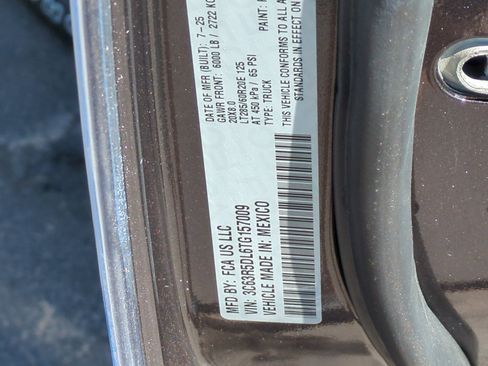 DATE OF MFR (BUILT): 7-25
GAWR FRONT: 6000 LB / 2722 KG
20X8.0
LT285/60R20E 125
AT 450 kPa / 65 PSI
TYPE: TRUCK
PAINT:
THIS VEHICLE CONFORMS TO ALL A
STANDARDS IN EFFECT ON
MFD BY: FCA US LLC
VIN: 3C63R5DL6TG157009
VEHICLE MADE IN: MEXICO